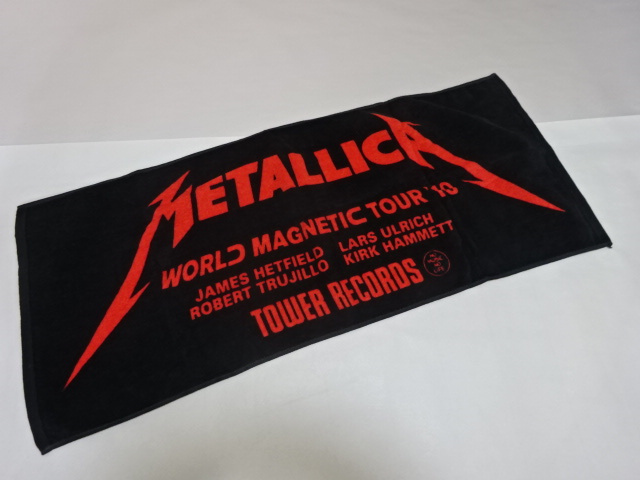 METALLICA
WORLD MAGNETIC TOUR '10
JAMES HETFIELD LARS ULRICH
ROBERT TRUJILLO KIRK HAMMETT
TOWER RECORDS